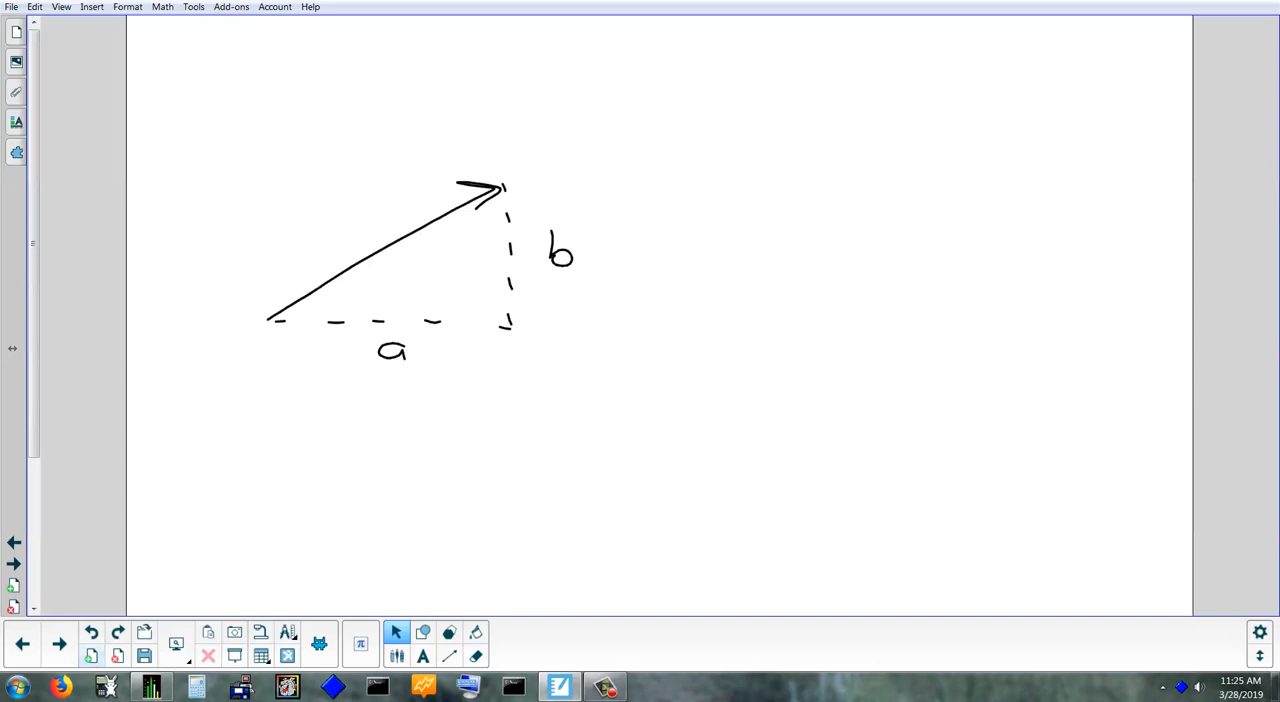 File Edit View Insert Format Math Tools Add-ons Account Help
b
a
π
A
11:25 AM
3/28/2019